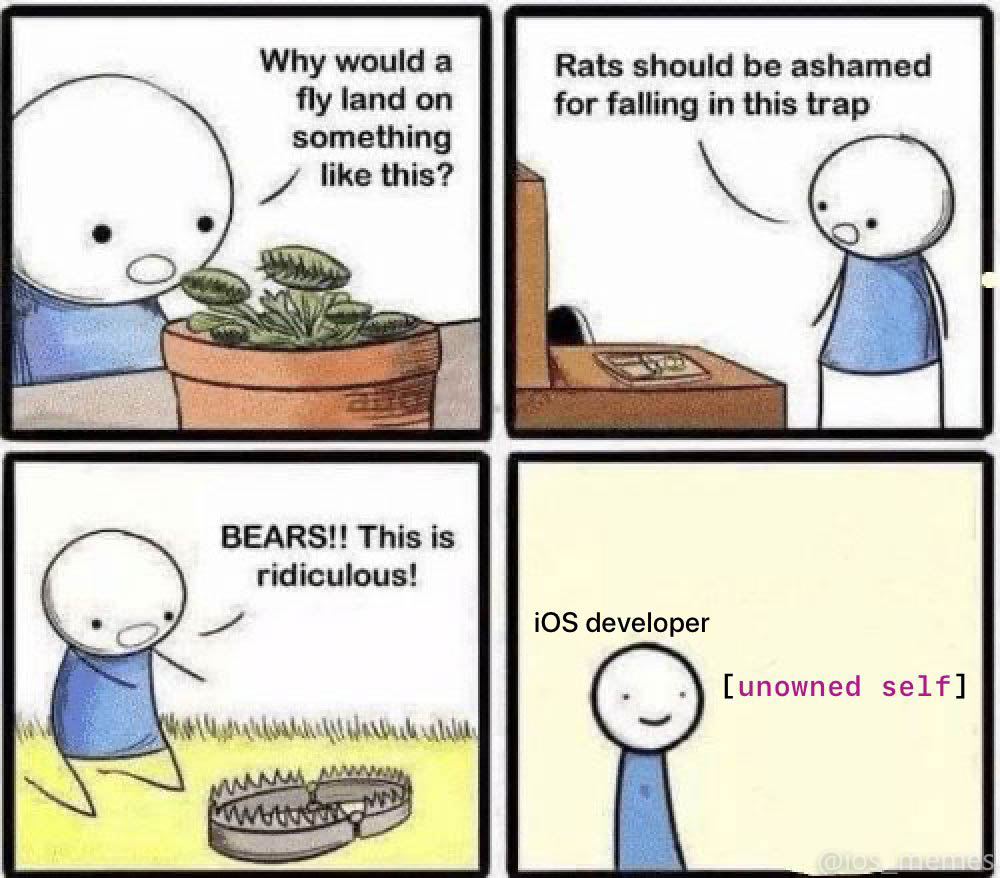 Why would a
fly land on
something
like this?
Rats should be ashamed
for falling in this trap
BEARS!! This is
ridiculous!
iOS developer
[unowned self]
@ios_memes